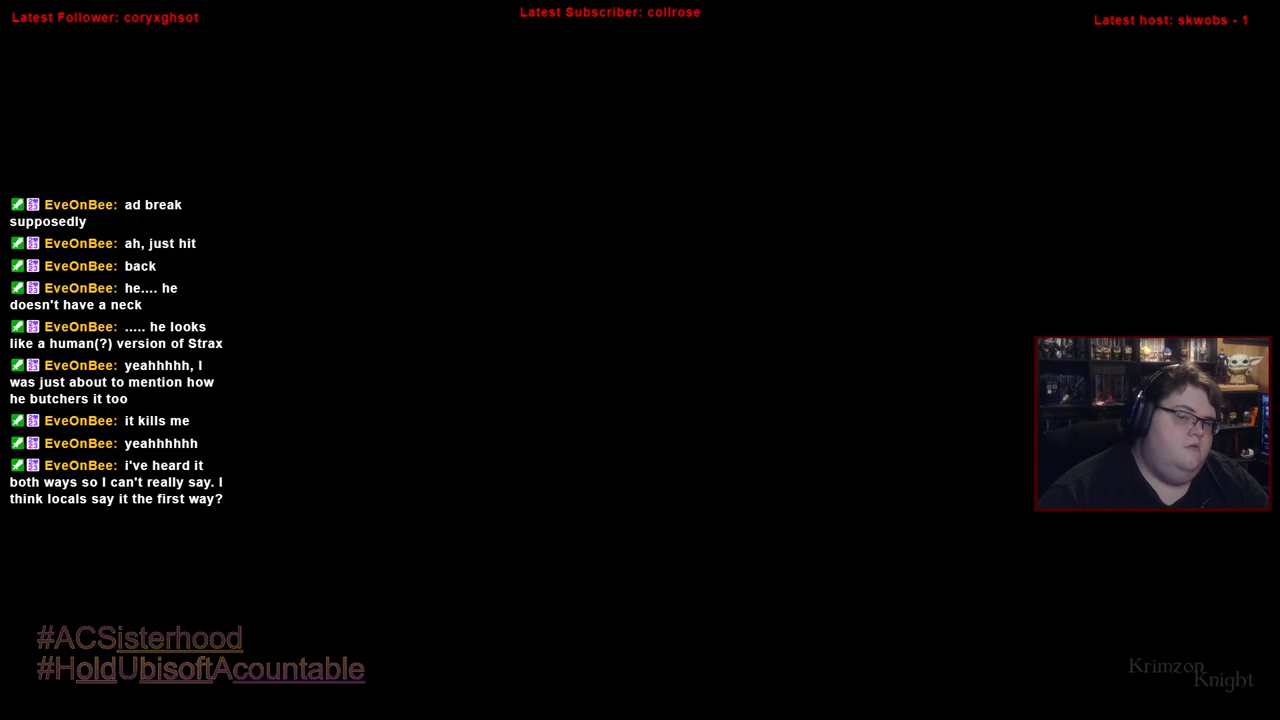 Latest Follower: coryxghsot
Latest Subscriber: collrose
Latest host: skwobs - 1
EveOnBee: ad break
supposedly
EveOnBee: ah, just hit
EveOnBee: back
EveOnBee: he.... he
doesn't have a neck
EveOnBee: ..... he looks
like a human(?) version of Strax
EveOnBee: yeahhhhh, I
was just about to mention how
he butchers it too
EveOnBee: it kills me
EveOnBee: yeahhhhhh
EveOnBee: i've heard it
both ways so I can't really say. I
think locals say it the first way?
#ACSisterhood
#HoldUbisoftAcountable
Krimzon
Knight